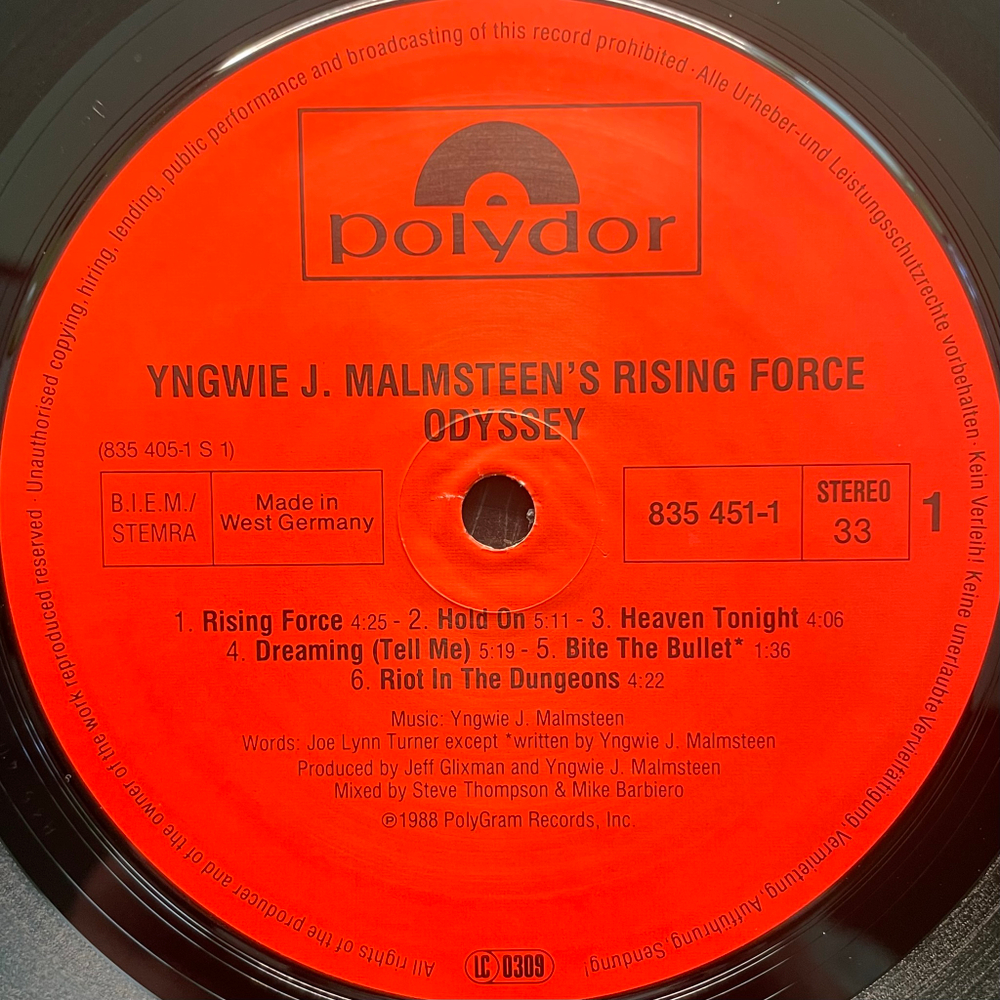 All rights of the producer and of the owner of the work reproduced reserved · Unauthorised copying, hiring, lending, public performance and broadcasting of this record prohibited · Alle Urheber- und Leistungsschutzrechte vorbehalten · Kein Verleih! Keine unerlaubte Vervielfältigung, Vermietung, Aufführung, Sendung!
polydor
YNGWIE J. MALMSTEEN'S RISING FORCE
ODYSSEY
(835 405-1 S 1)
B.I.E.M./
STEMRA
Made in
West Germany
835 451-1
STEREO
33
1
1. Rising Force 4:25 - 2. Hold On 5:11 - 3. Heaven Tonight 4:06
4. Dreaming (Tell Me) 5:19 - 5. Bite The Bullet* 1:36
6. Riot In The Dungeons 4:22
Music: Yngwie J. Malmsteen
Words: Joe Lynn Turner except *written by Yngwie J. Malmsteen
Produced by Jeff Glixman and Yngwie J. Malmsteen
Mixed by Steve Thompson & Mike Barbiero
℗1988 PolyGram Records, Inc.
LC 0309